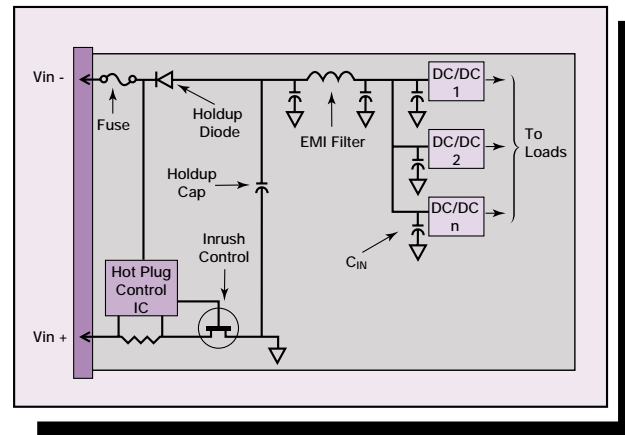 Vin -
Fuse
Holdup
Diode
EMI Filter
DC/DC
1
DC/DC
2
DC/DC
n
To
Loads
Holdup
Cap
Inrush
Control
C_IN
Hot Plug
Control
IC
Vin +